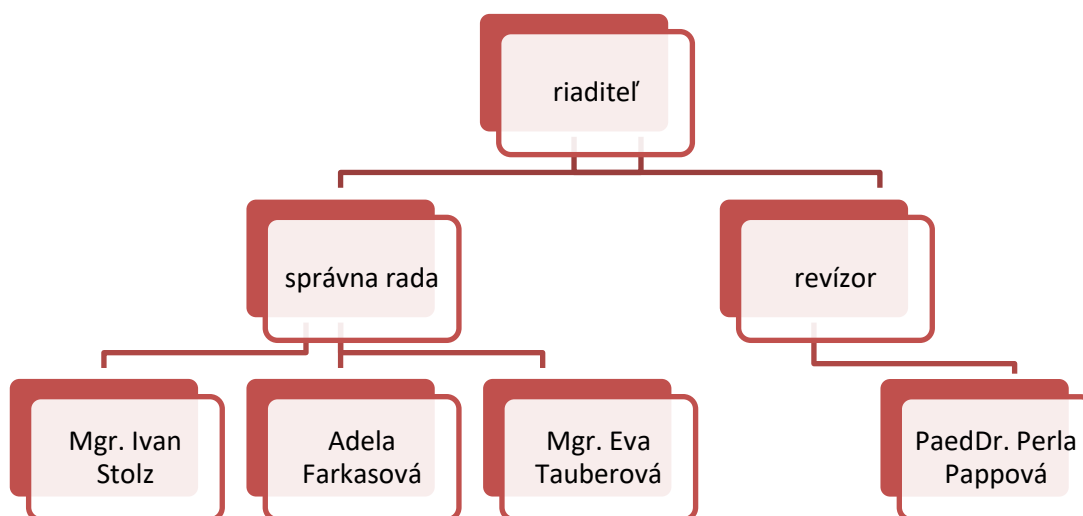 riaditeľ
správna rada
revízor
Mgr. Ivan
Stolz
Adela
Farkasová
Mgr. Eva
Tauberová
PaedDr. Perla
Pappová